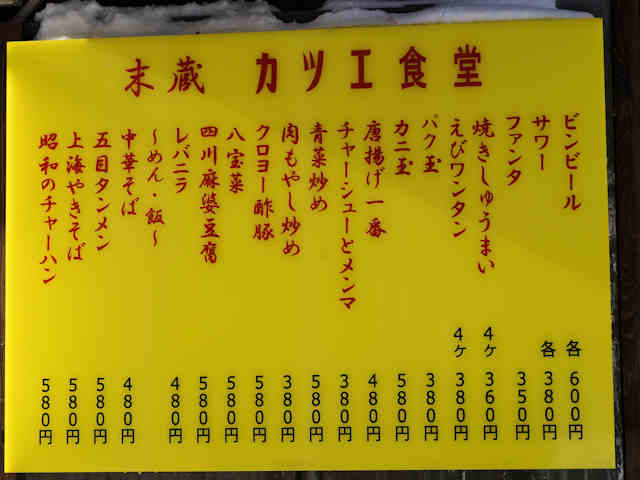 末蔵 カツエ食堂
ビンビール 各 600円
サワー 各 380円
ファンタ 350円
焼きしゅうまい 4ケ 360円
えびワンタン 4ケ 380円
パク玉 380円
カニ玉 580円
唐揚げ一番 480円
チャーシューとメンマ 380円
青菜炒め 580円
肉もやし炒め 380円
クロヨー酢豚 580円
八宝菜 580円
四川麻婆豆腐 580円
レバニラ 480円
〜めん・飯〜
中華そば 480円
五目タンメン 580円
上海やきそば 580円
昭和のチャーハン 580円